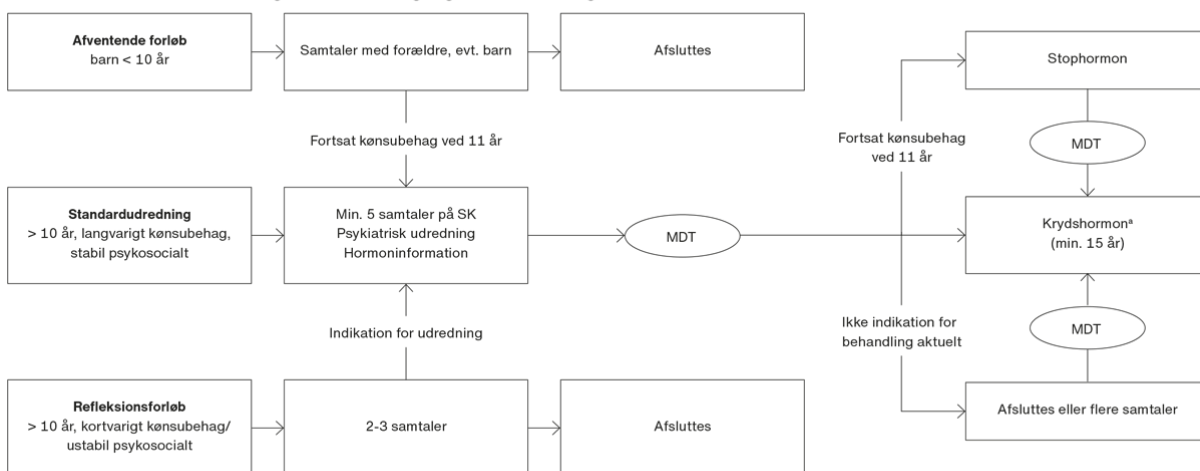 Afventende forløb
barn < 10 år
Samtaler med forældre, evt. barn
Afsluttes
Stophormon
Fortsat kønsubehag ved 11 år
Fortsat kønsubehag
ved 11 år
MDT
Standardudredning
> 10 år, langvarigt kønsubehag,
stabil psykosocialt
Min. 5 samtaler på SK
Psykiatrisk udredning
Hormoninformation
MDT
Krydshormonᵃ
(min. 15 år)
Indikation for udredning
Ikke indikation for
behandling aktuelt
MDT
Refleksionsforløb
> 10 år, kortvarigt kønsubehag/
ustabil psykosocialt
2-3 samtaler
Afsluttes
Afsluttes eller flere samtaler